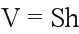 V = Sh